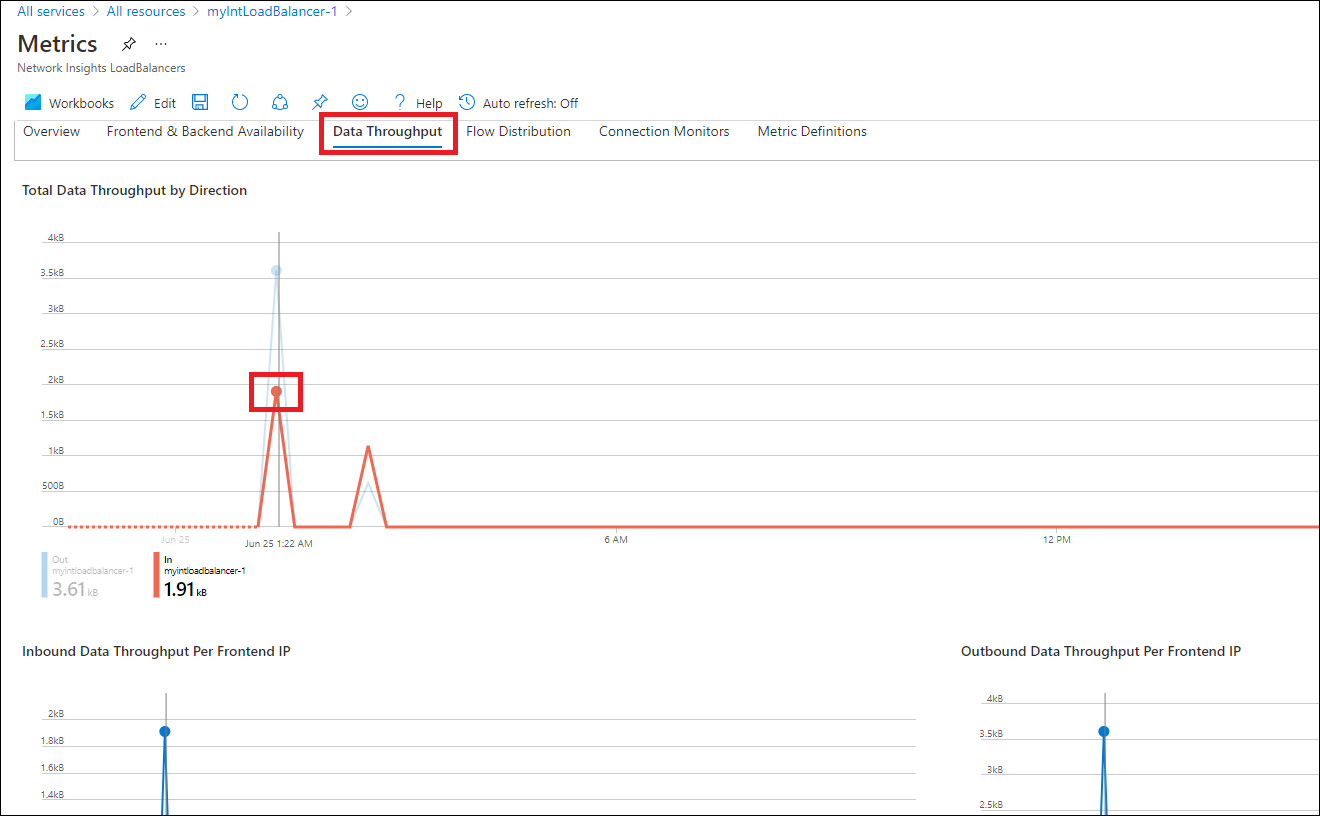 All services > All resources > myIntLoadBalancer-1 >
Metrics ...
Network Insights LoadBalancers
Workbooks Edit ? Help Auto refresh: Off
Overview Frontend & Backend Availability Data Throughput Flow Distribution Connection Monitors Metric Definitions
Total Data Throughput by Direction
4kB
3.5kB
3kB
2.5kB
2kB
1.5kB
1kB
500B
0B
Jun 25 Jun 25 1:22 AM 6 AM 12 PM
Out In
myintloadbalancer-1 myintloadbalancer-1
3.61 kB 1.91 kB
Inbound Data Throughput Per Frontend IP
2kB
1.8kB
1.6kB
1.4kB
Outbound Data Throughput Per Frontend IP
4kB
3.5kB
3kB
2.5kB